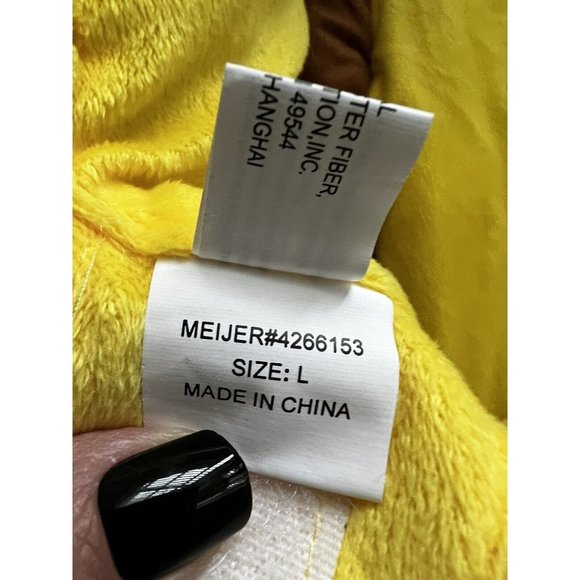 L
TER FIBER,
TION,INC.
49544
HANGHAI
MEIJER#4266153
SIZE: L
MADE IN CHINA